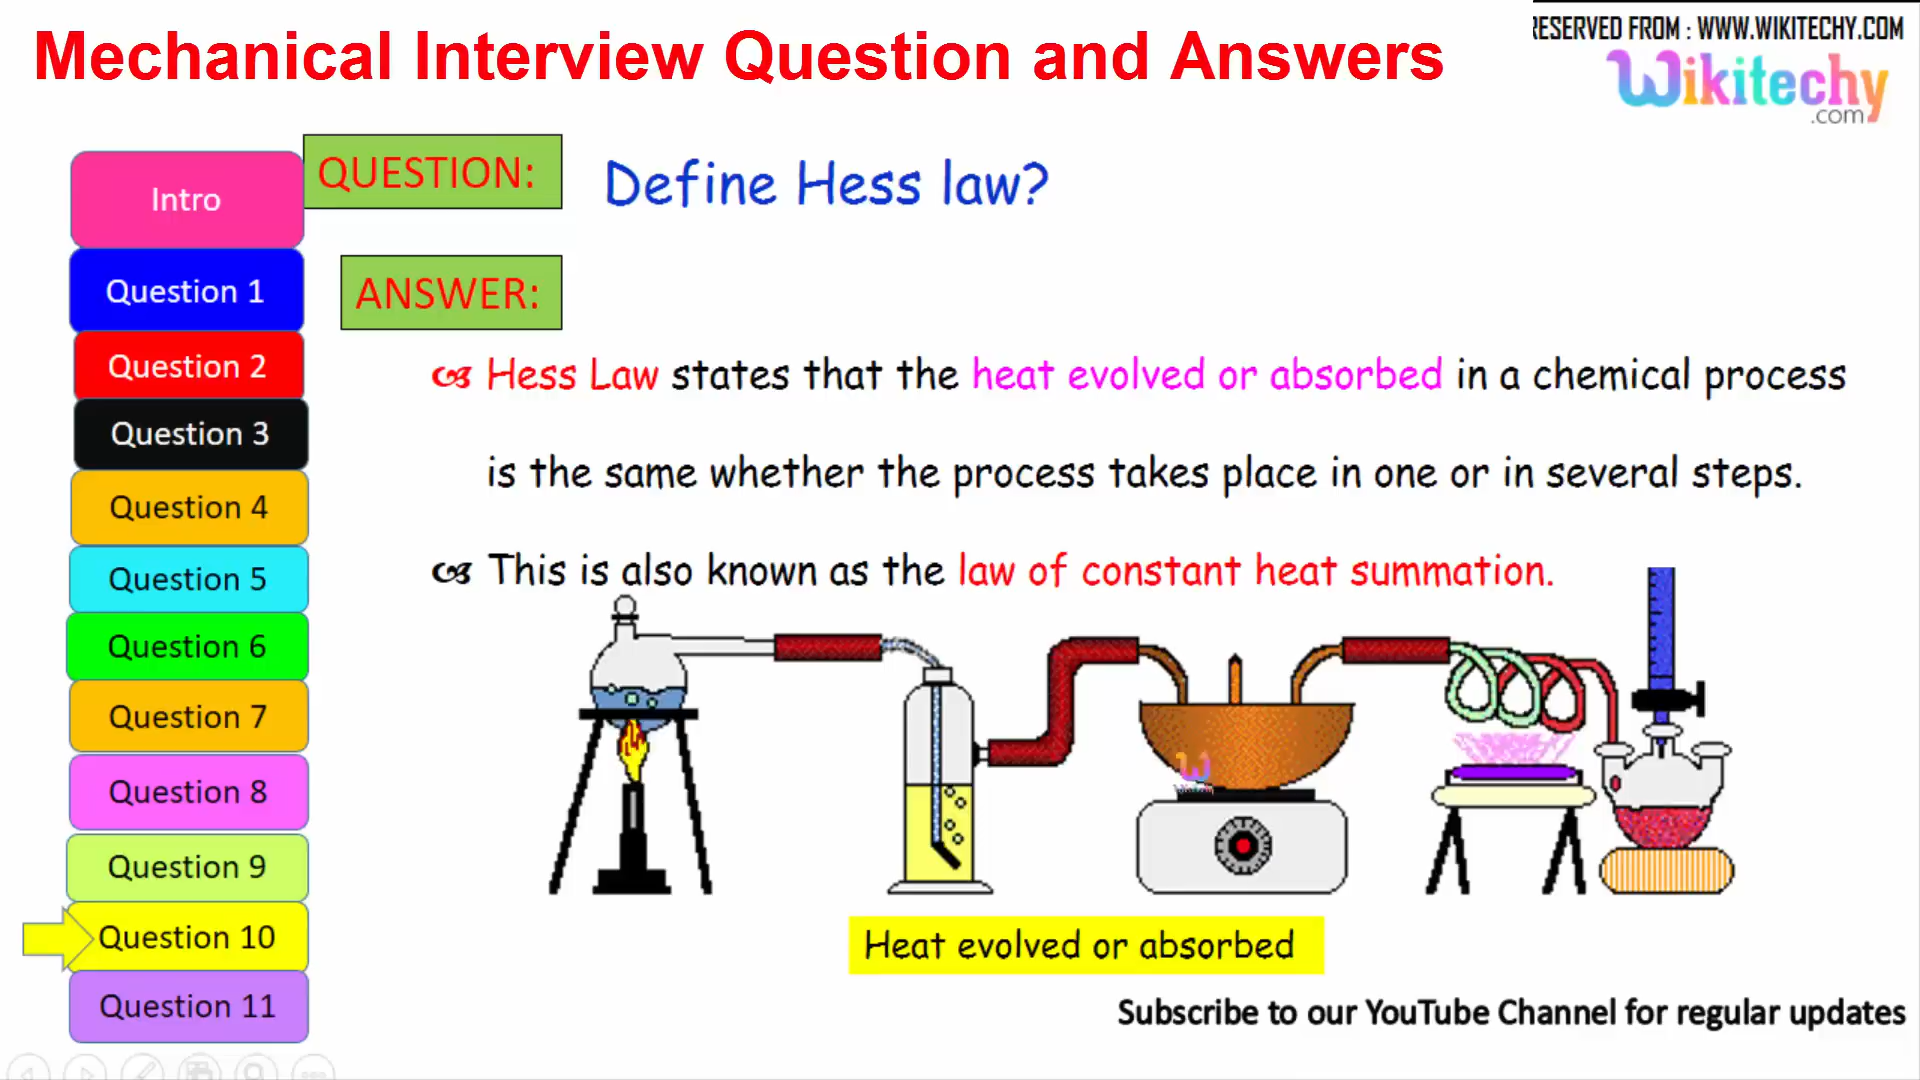 Mechanical Interview Question and Answers
RESERVED FROM : WWW.WIKITECHY.COM
Wikitechy
.com
Intro
Question 1
Question 2
Question 3
Question 4
Question 5
Question 6
Question 7
Question 8
Question 9
Question 10
Question 11
QUESTION:
Define Hess law?
ANSWER:
Hess Law states that the heat evolved or absorbed in a chemical process
is the same whether the process takes place in one or in several steps.
This is also known as the law of constant heat summation.
Heat evolved or absorbed
Subscribe to our YouTube Channel for regular updates